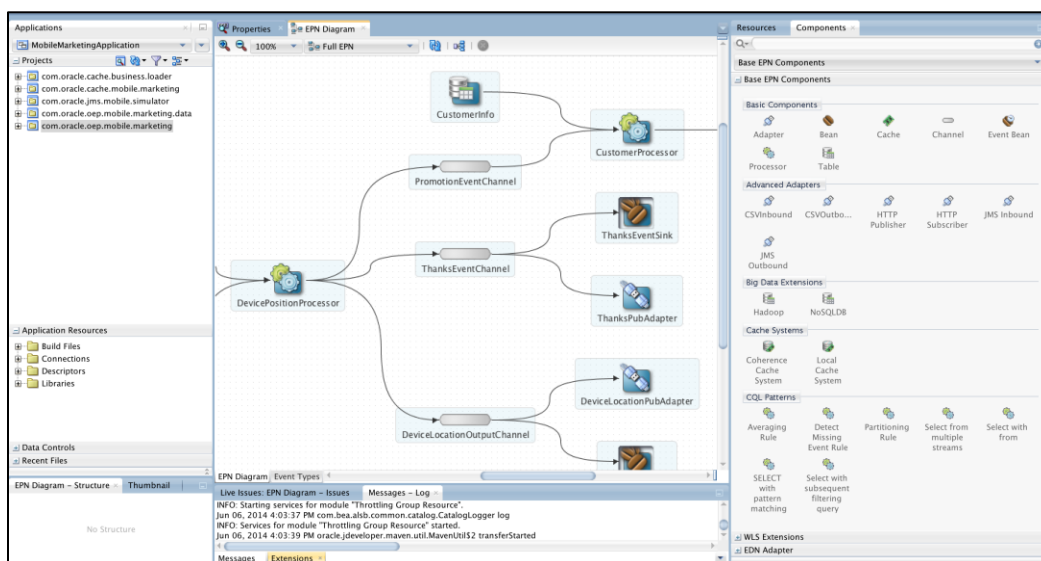 Applications
MobileMarketingApplication
Projects
com.oracle.cache.business.loader
com.oracle.cache.mobile.marketing
com.oracle.jms.mobile.simulator
com.oracle.oep.mobile.marketing.data
com.oracle.oep.mobile.marketing
Application Resources
Build Files
Connections
Descriptors
Libraries
Data Controls
Recent Files
EPN Diagram - Structure
Thumbnail
No Structure
Properties
EPN Diagram
100%
Full EPN
CustomerInfo
CustomerProcessor
PromotionEventChannel
ThanksEventSink
ThanksEventChannel
DevicePositionProcessor
ThanksPubAdapter
DeviceLocationPubAdapter
DeviceLocationOutputChannel
EPN Diagram
Event Types
Live Issues: EPN Diagram - Issues
Messages - Log
INFO: Starting services for module "Throttling Group Resource".
Jun 06, 2014 4:03:37 PM com.bea.alsb.common.catalog.CatalogLogger log
INFO: Services for module "Throttling Group Resource" started.
Jun 06, 2014 4:03:39 PM oracle.jdeveloper.maven.util.MavenUtil$2 transferStarted
Messages
Extensions
Resources
Components
Base EPN Components
Base EPN Components
Basic Components
Adapter
Bean
Cache
Channel
Event Bean
Processor
Table
Advanced Adapters
CSVInbound
CSVOutbo...
HTTP
Publisher
HTTP
Subscriber
JMS Inbound
JMS
Outbound
Big Data Extensions
Hadoop
NoSQLDB
Cache Systems
Coherence
Cache
System
Local
Cache
System
CQL Patterns
Averaging
Rule
Detect
Missing
Event Rule
Partitioning
Rule
Select from
multiple
streams
Select with
from
SELECT
with
pattern
matching
Select with
subsequent
filtering
query
WLS Extensions
EDN Adapter